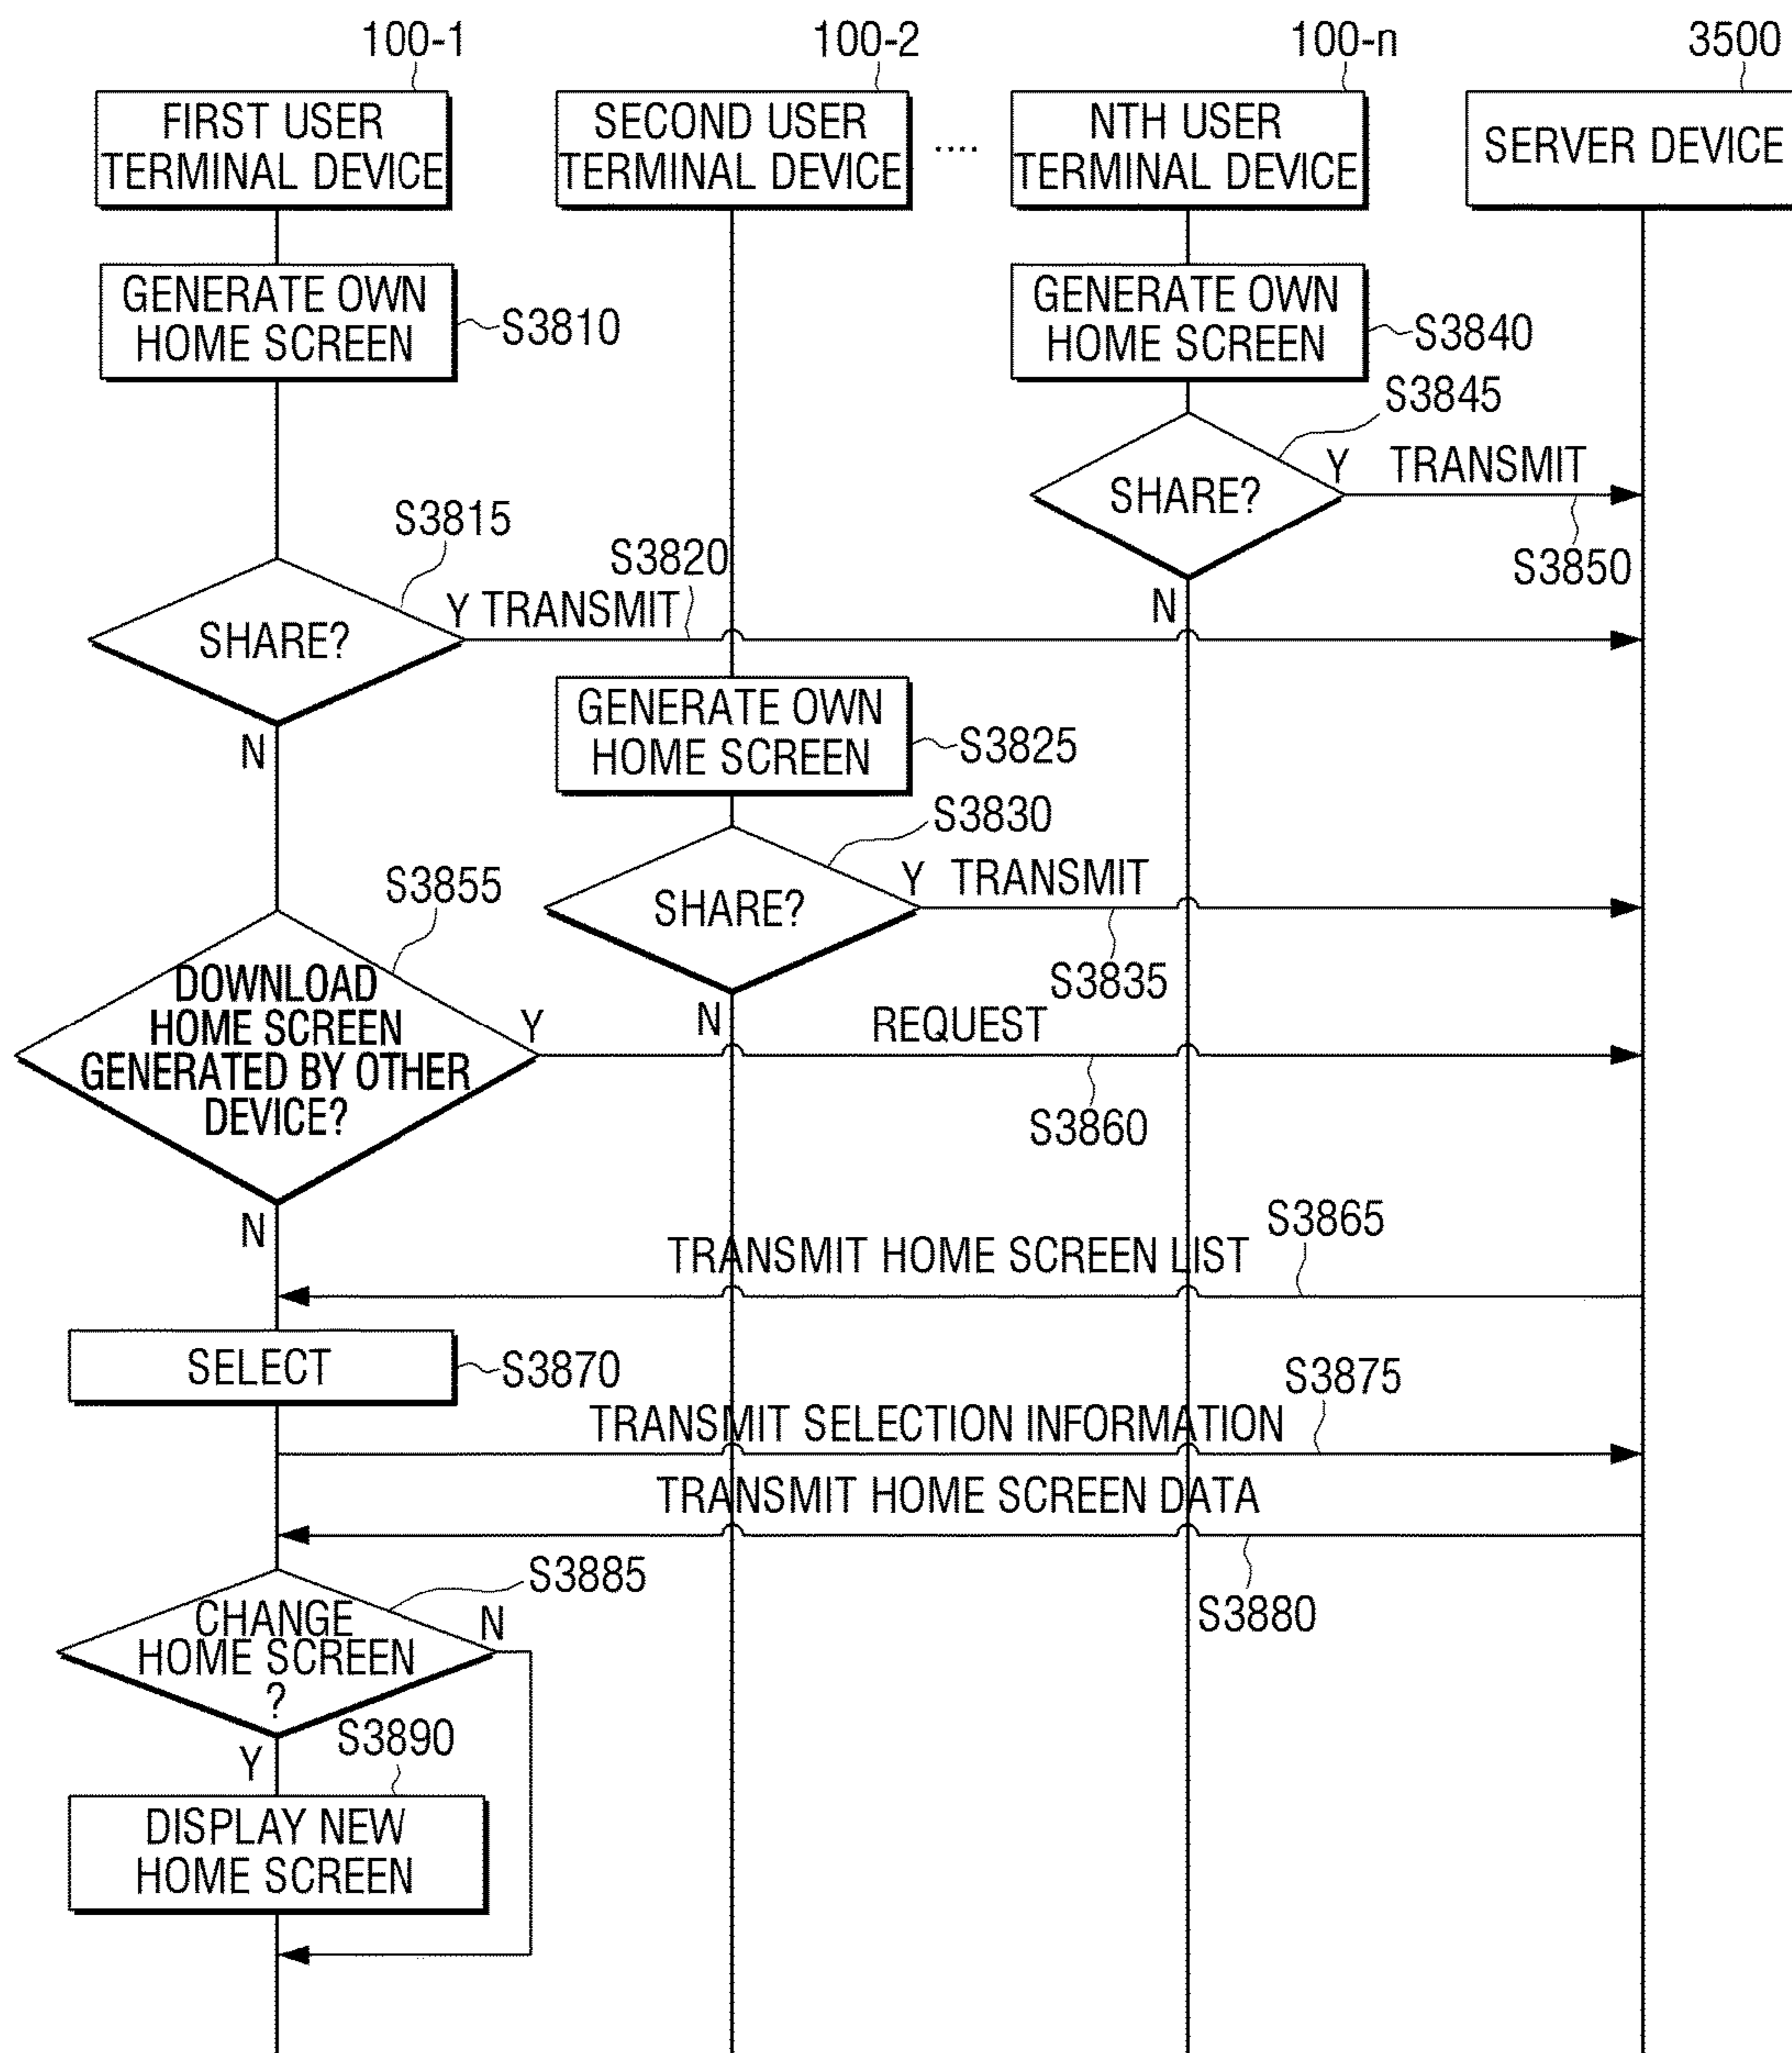 100-1
100-2
100-n
3500
FIRST USER
TERMINAL DEVICE
SECOND USER
TERMINAL DEVICE
....
NTH USER
TERMINAL DEVICE
SERVER DEVICE
GENERATE OWN
HOME SCREEN
S3810
GENERATE OWN
HOME SCREEN
S3840
S3845
SHARE?
Y TRANSMIT
S3850
N
S3815
SHARE?
Y TRANSMIT
S3820
N
GENERATE OWN
HOME SCREEN
S3825
S3830
SHARE?
Y TRANSMIT
S3835
N
S3855
DOWNLOAD
HOME SCREEN
GENERATED BY OTHER
DEVICE?
Y
REQUEST
S3860
N
S3865
TRANSMIT HOME SCREEN LIST
SELECT
S3870
S3875
TRANSMIT SELECTION INFORMATION
TRANSMIT HOME SCREEN DATA
S3880
S3885
CHANGE
HOME SCREEN
?
N
Y
S3890
DISPLAY NEW
HOME SCREEN